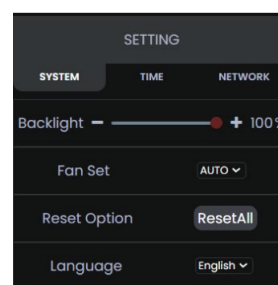 SETTING
SYSTEM TIME NETWORK
Backlight − + 100%
Fan Set AUTO
Reset Option ResetAll
Language English